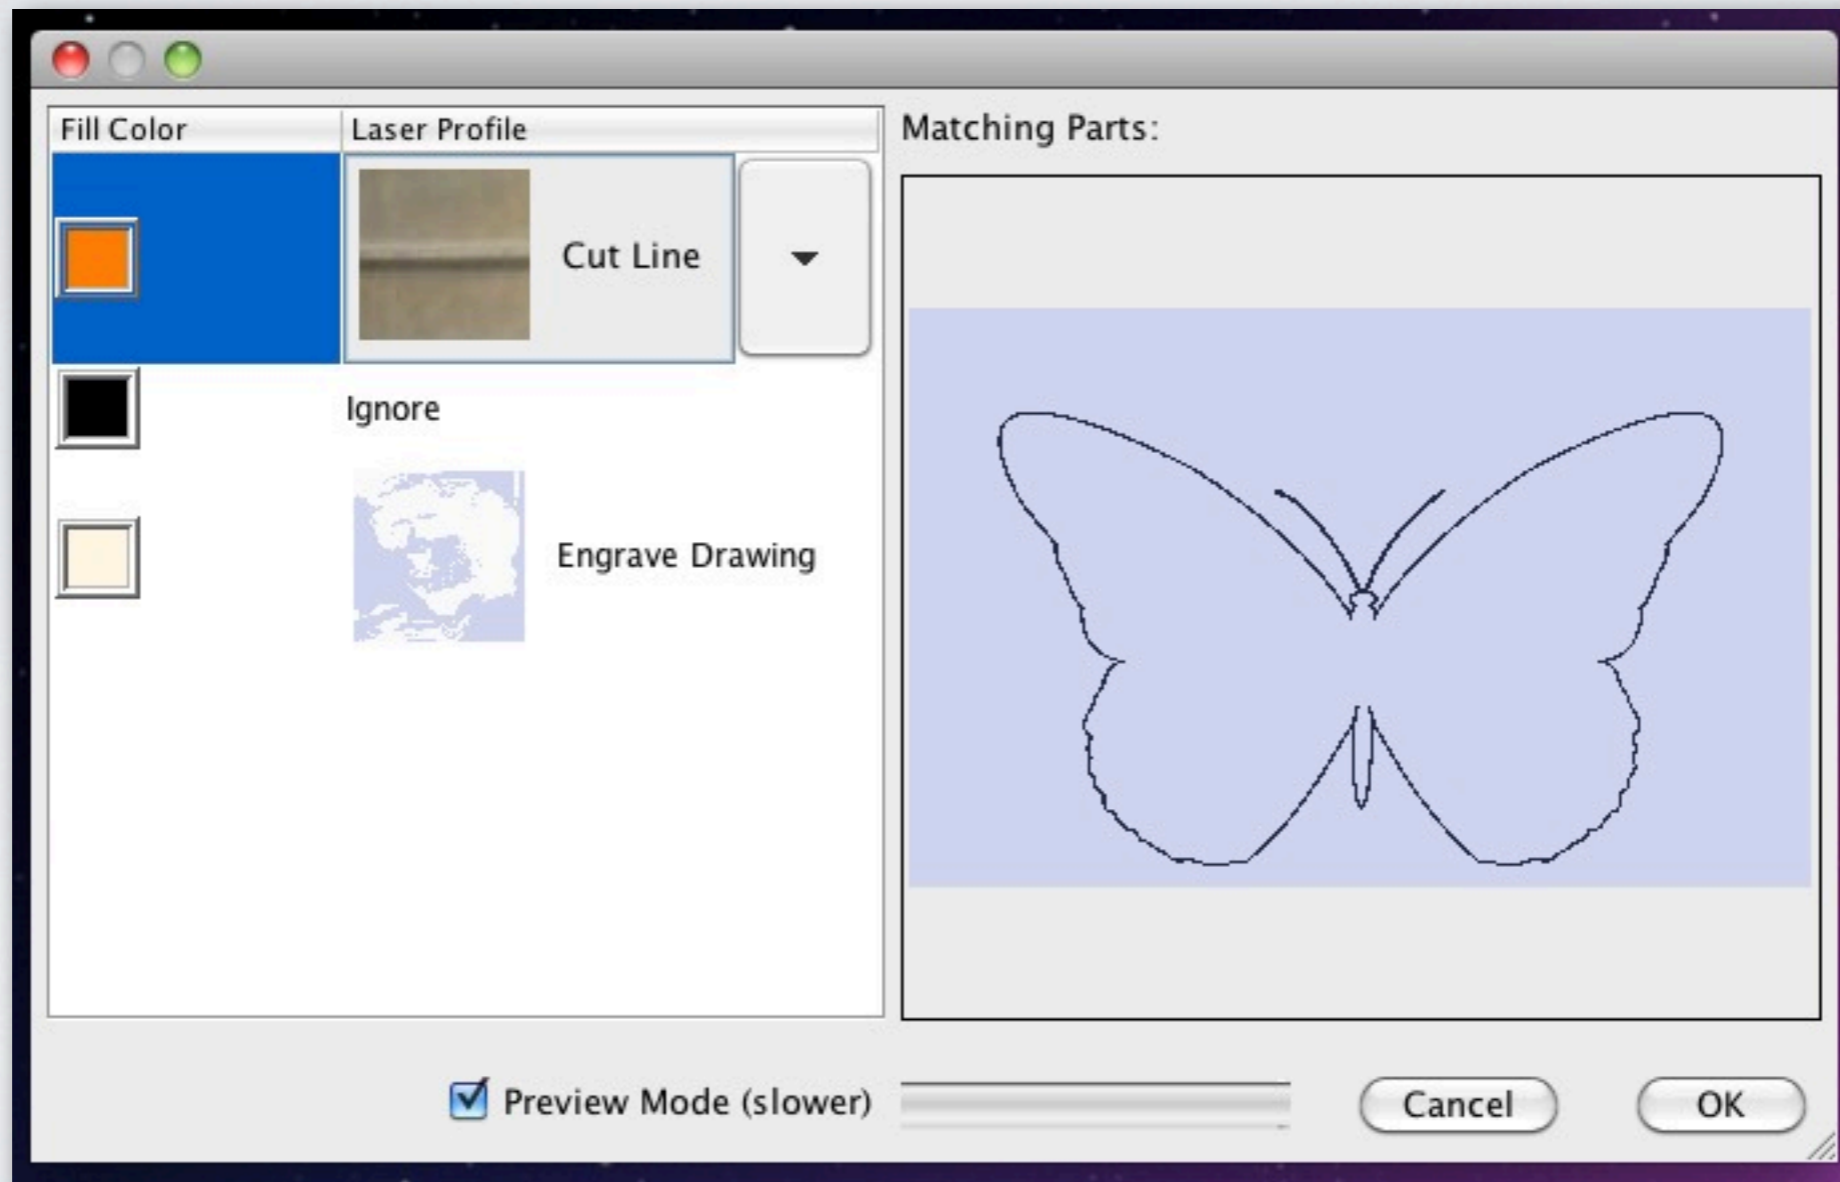 Fill Color Laser Profile
Cut Line
Ignore
Engrave Drawing
Matching Parts:
Preview Mode (slower)
Cancel
OK